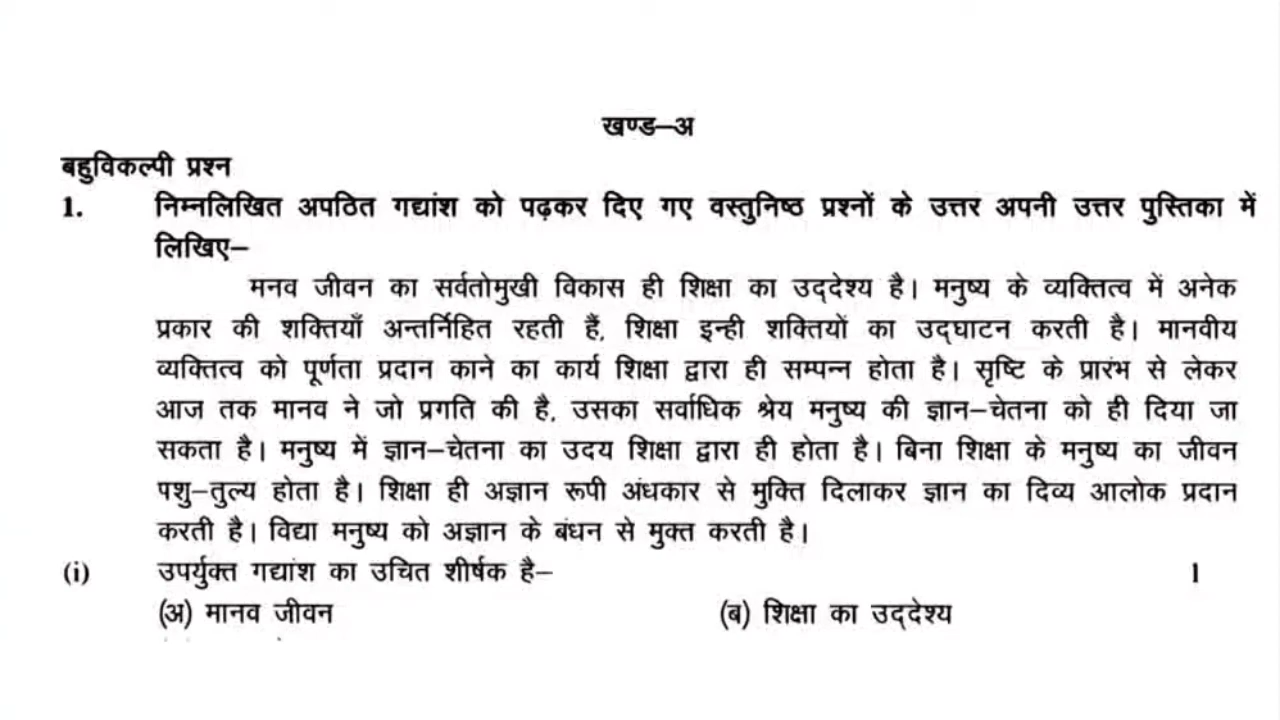 खण्ड–अ
बहुविकल्पी प्रश्न
1. निम्नलिखित अपठित गद्यांश को पढ़कर दिए गए वस्तुनिष्ठ प्रश्नों के उत्तर अपनी उत्तर पुस्तिका में
लिखिए–
मनव जीवन का सर्वतोमुखी विकास ही शिक्षा का उद्देश्य है। मनुष्य के व्यक्तित्व में अनेक
प्रकार की शक्तियाँ अन्तर्निहित रहती हैं, शिक्षा इन्ही शक्तियों का उद्घाटन करती है। मानवीय
व्यक्तित्व को पूर्णता प्रदान काने का कार्य शिक्षा द्वारा ही सम्पन्न होता है। सृष्टि के प्रारंभ से लेकर
आज तक मानव ने जो प्रगति की है, उसका सर्वाधिक श्रेय मनुष्य की ज्ञान–चेतना को ही दिया जा
सकता है। मनुष्य में ज्ञान–चेतना का उदय शिक्षा द्वारा ही होता है। बिना शिक्षा के मनुष्य का जीवन
पशु–तुल्य होता है। शिक्षा ही अज्ञान रूपी अंधकार से मुक्ति दिलाकर ज्ञान का दिव्य आलोक प्रदान
करती है। विद्या मनुष्य को अज्ञान के बंधन से मुक्त करती है।
(i) उपर्युक्त गद्यांश का उचित शीर्षक है– 1
(अ) मानव जीवन (ब) शिक्षा का उद्देश्य